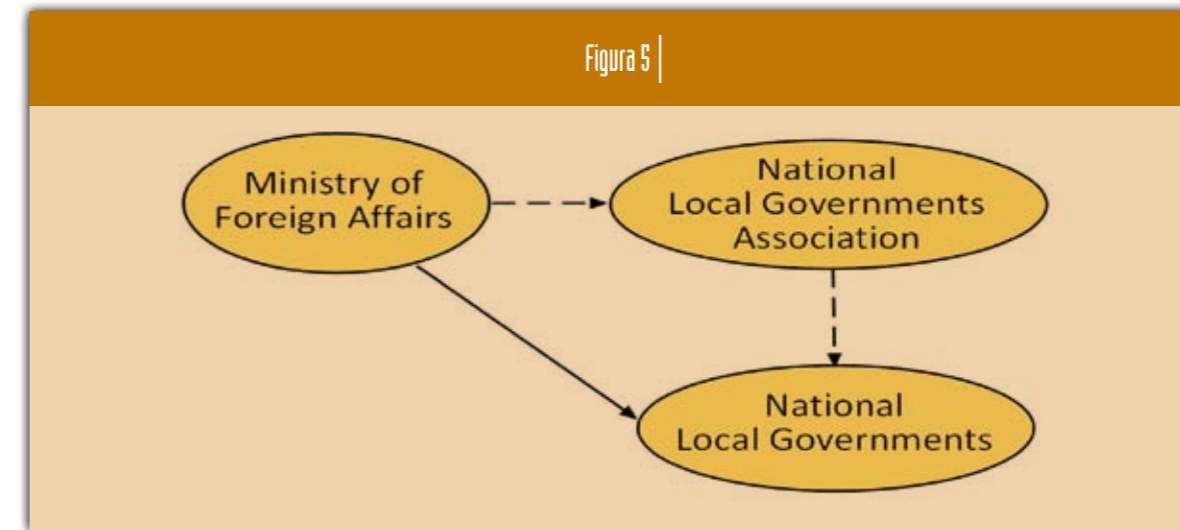 Figura 5 |
Ministry of
Foreign Affairs
National
Local Governments
Association
National
Local Governments